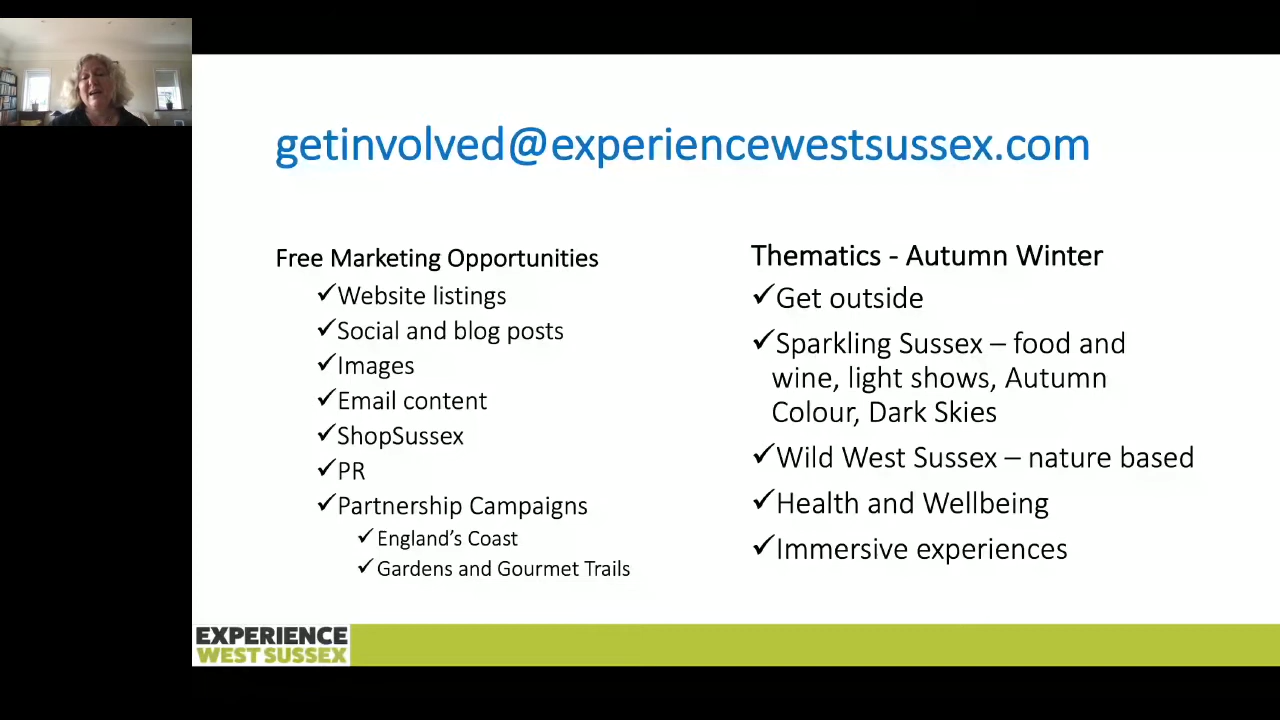 getinvolved@experiencewestsussex.com
Free Marketing Opportunities
✓Website listings
✓Social and blog posts
✓Images
✓Email content
✓ShopSussex
✓PR
✓Partnership Campaigns
✓England's Coast
✓Gardens and Gourmet Trails
Thematics - Autumn Winter
✓Get outside
✓Sparkling Sussex – food and
wine, light shows, Autumn
Colour, Dark Skies
✓Wild West Sussex – nature based
✓Health and Wellbeing
✓Immersive experiences
EXPERIENCE
WEST SUSSEX